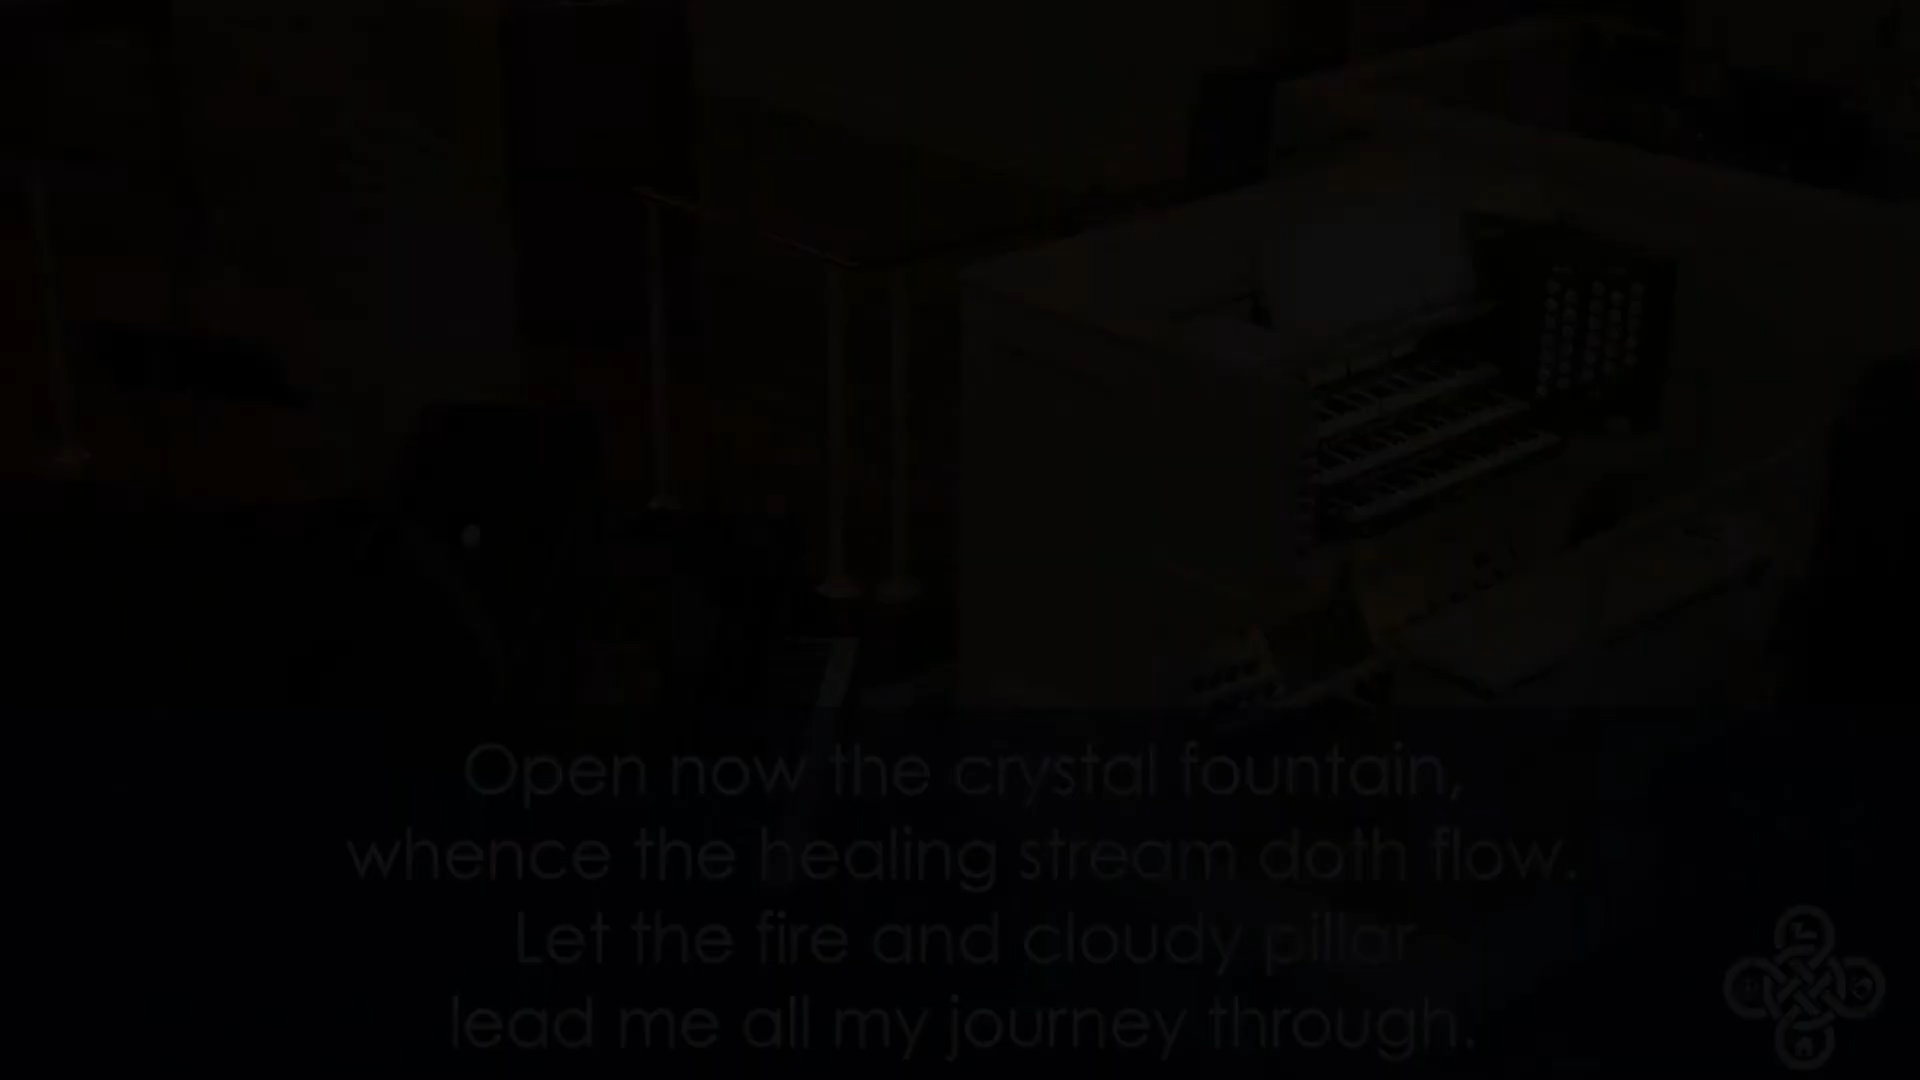 Open now the crystal fountain,
whence the healing stream doth flow.
Let the fire and cloudy pillar
lead me all my journey through.